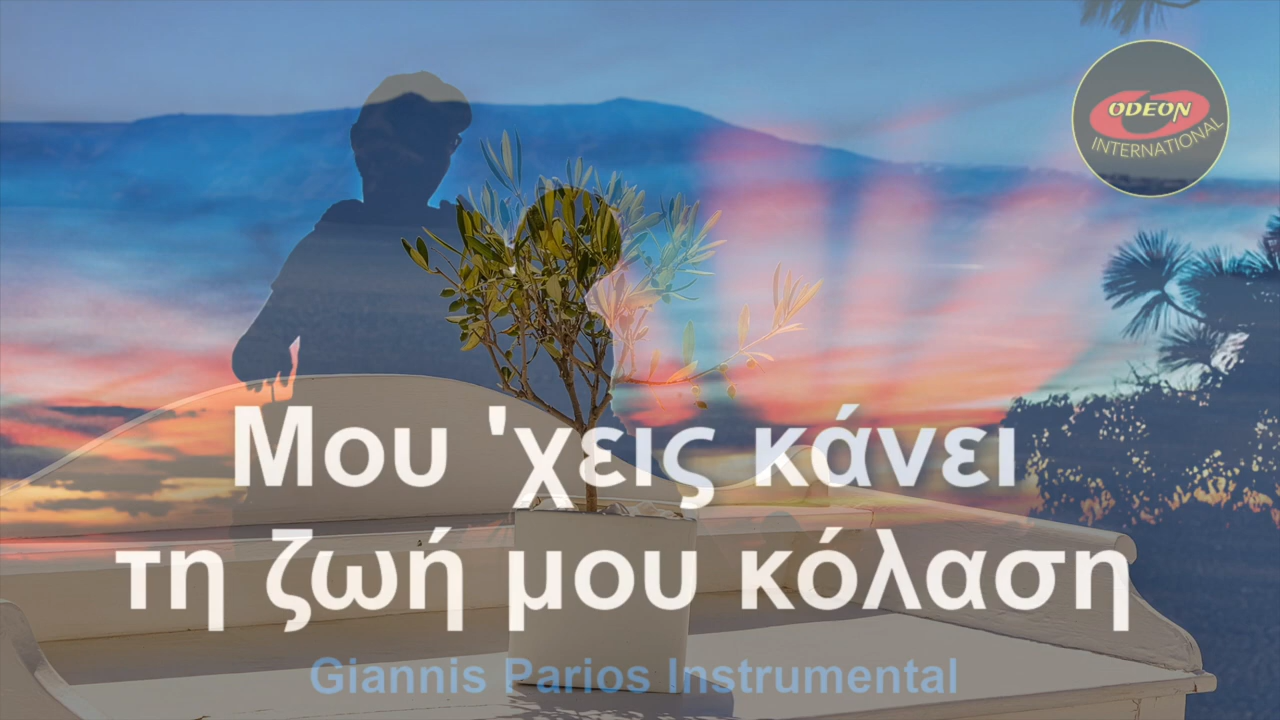 ODEON
INTERNATIONAL
Μου 'χεις κάνει
τη ζωή μου κόλαση
Giannis Parios Instrumental